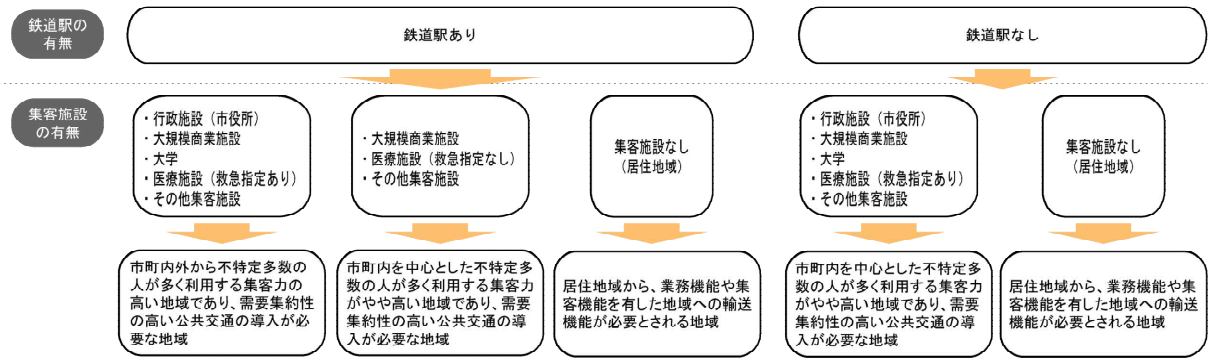 鉄道駅の
有無
鉄道駅あり
鉄道駅なし
集客施設
の有無
・行政施設（市役所）
・大規模商業施設
・大学
・医療施設（救急指定あり）
・その他集客施設
・大規模商業施設
・医療施設（救急指定なし）
・その他集客施設
集客施設なし
（居住地域）
・行政施設（市役所）
・大規模商業施設
・大学
・医療施設（救急指定あり）
・その他集客施設
集客施設なし
（居住地域）
市町内外から不特定多数の
人が多く利用する集客力の
高い地域であり、需要集約性
の高い公共交通の導入が必
要な地域
市町内を中心とした不特定多
数の人が多く利用する集客力
がやや高い地域であり、需要
集約性の高い公共交通の導
入が必要な地域
居住地域から、業務機能や集
客機能を有した地域への輸送
機能が必要とされる地域
市町内を中心とした不特定多
数の人が多く利用する集客力
がやや高い地域であり、需要
集約性の高い公共交通の導
入が必要な地域
居住地域から、業務機能や集
客機能を有した地域への輸送
機能が必要とされる地域